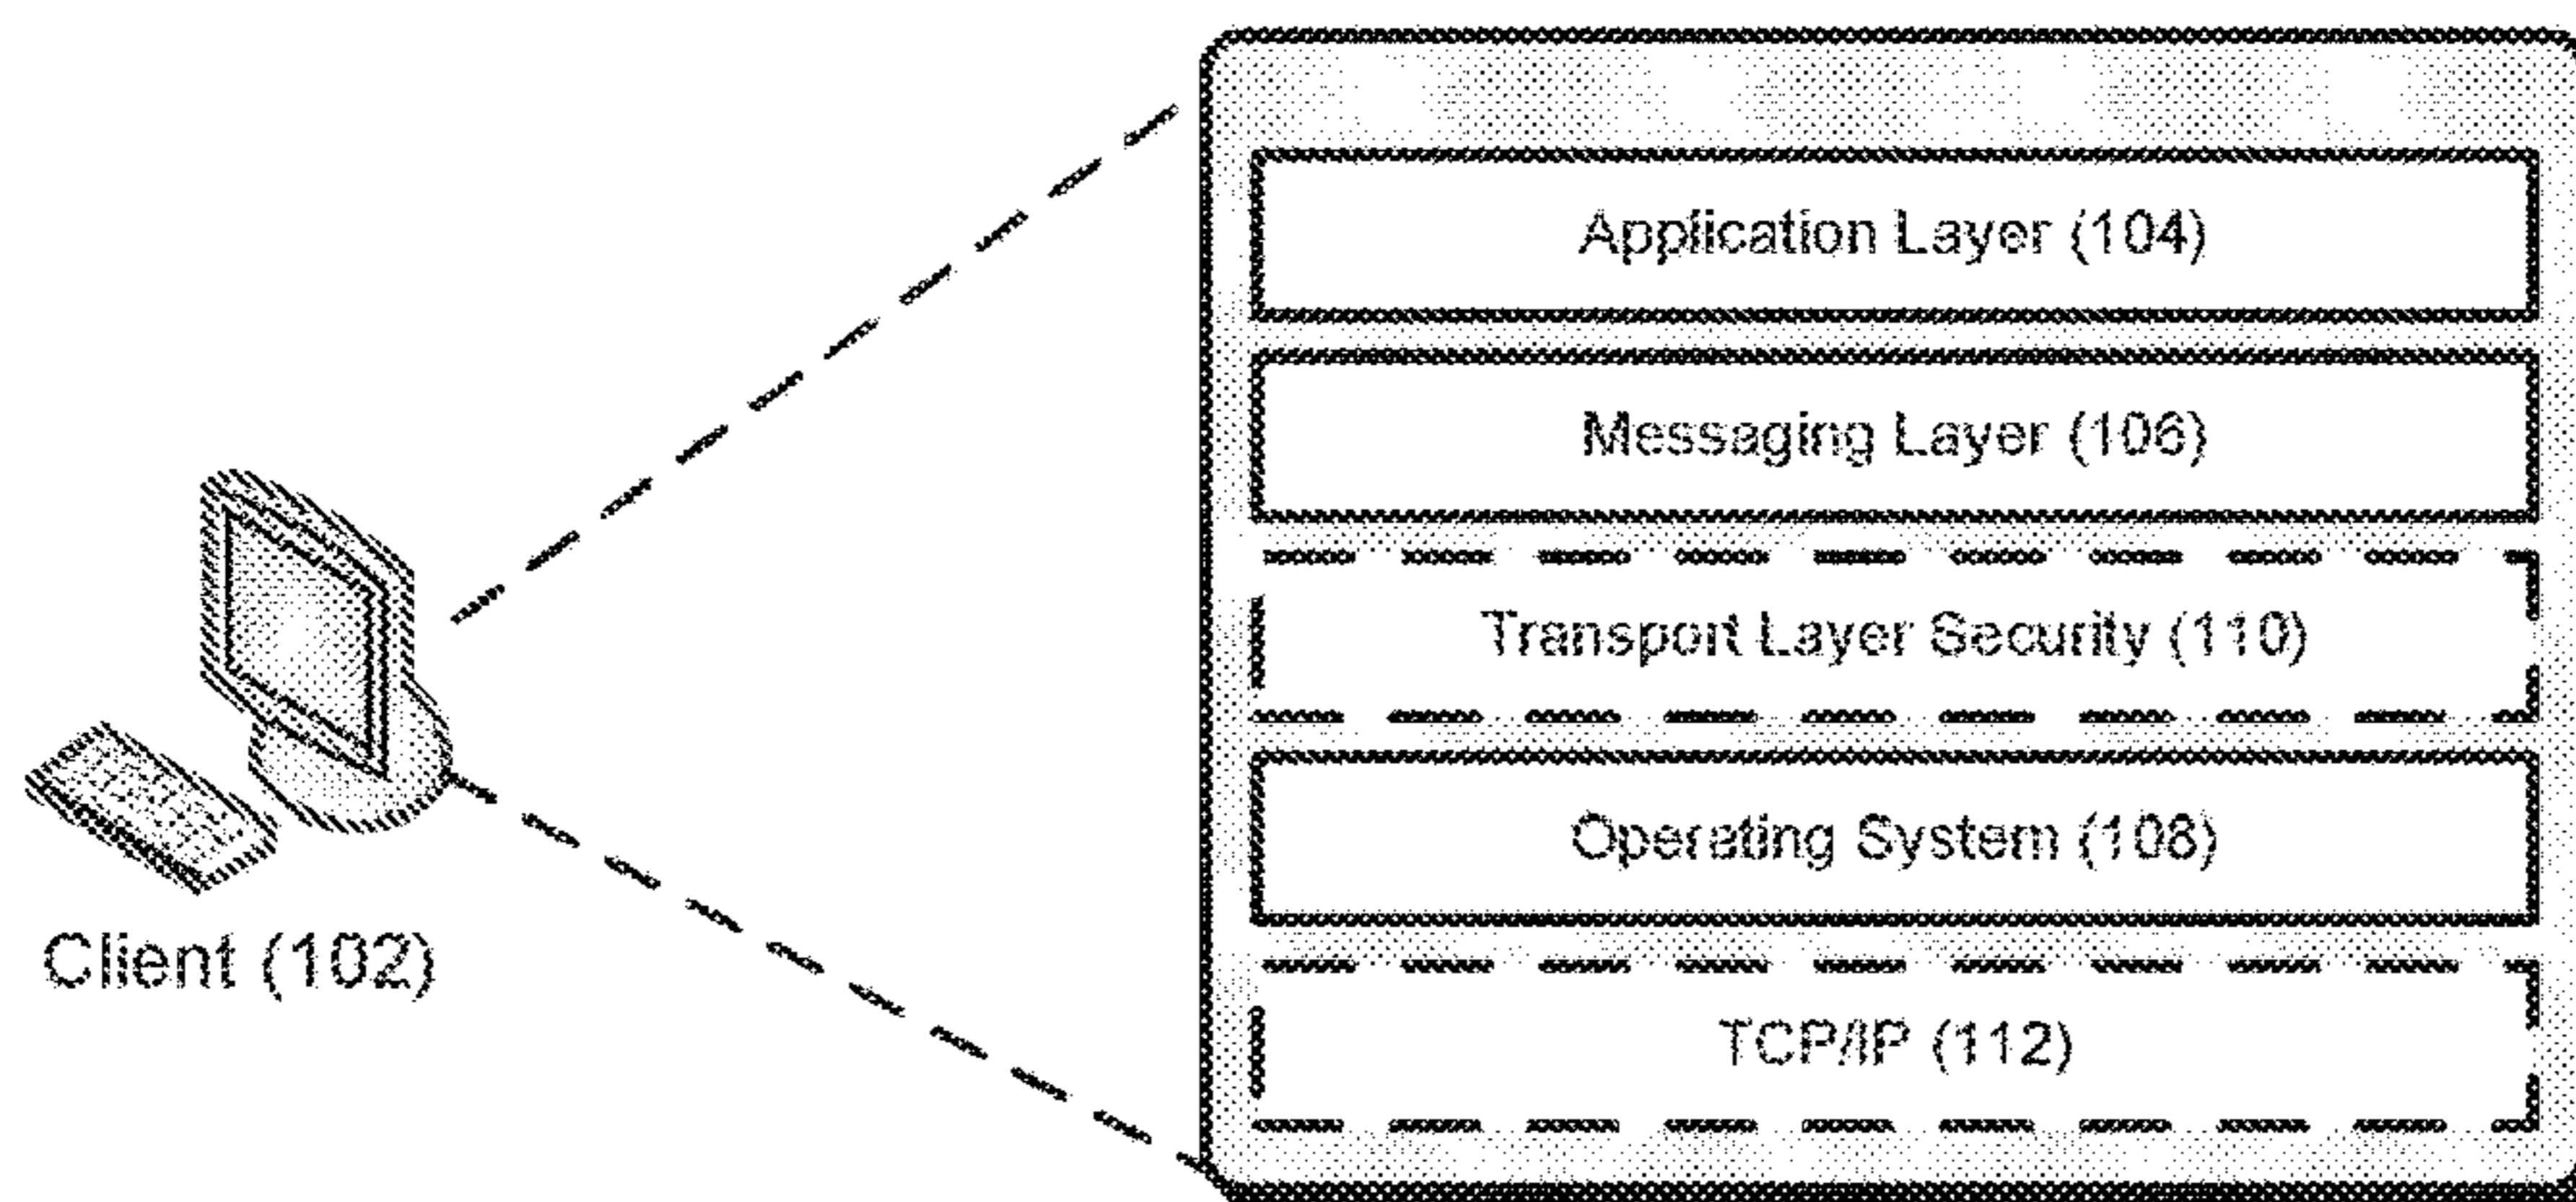 Application Layer (104)
Messaging Layer (106)
Transport Layer Security (110)
Operating System (108)
TCP/IP (112)
Client (102)